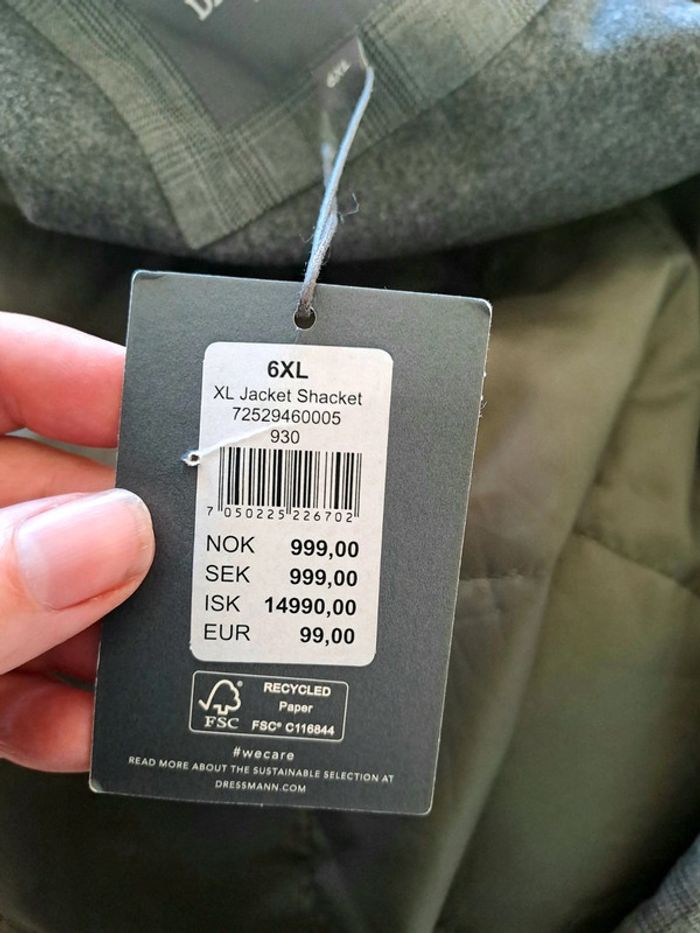 6XL
6XL
XL Jacket Shacket
72529460005
930
7 050225 226702
NOK 999,00
SEK 999,00
ISK 14990,00
EUR 99,00
FSC
RECYCLED
Paper
FSC® C116844
#wecare
READ MORE ABOUT THE SUSTAINABLE SELECTION AT
DRESSMANN.COM